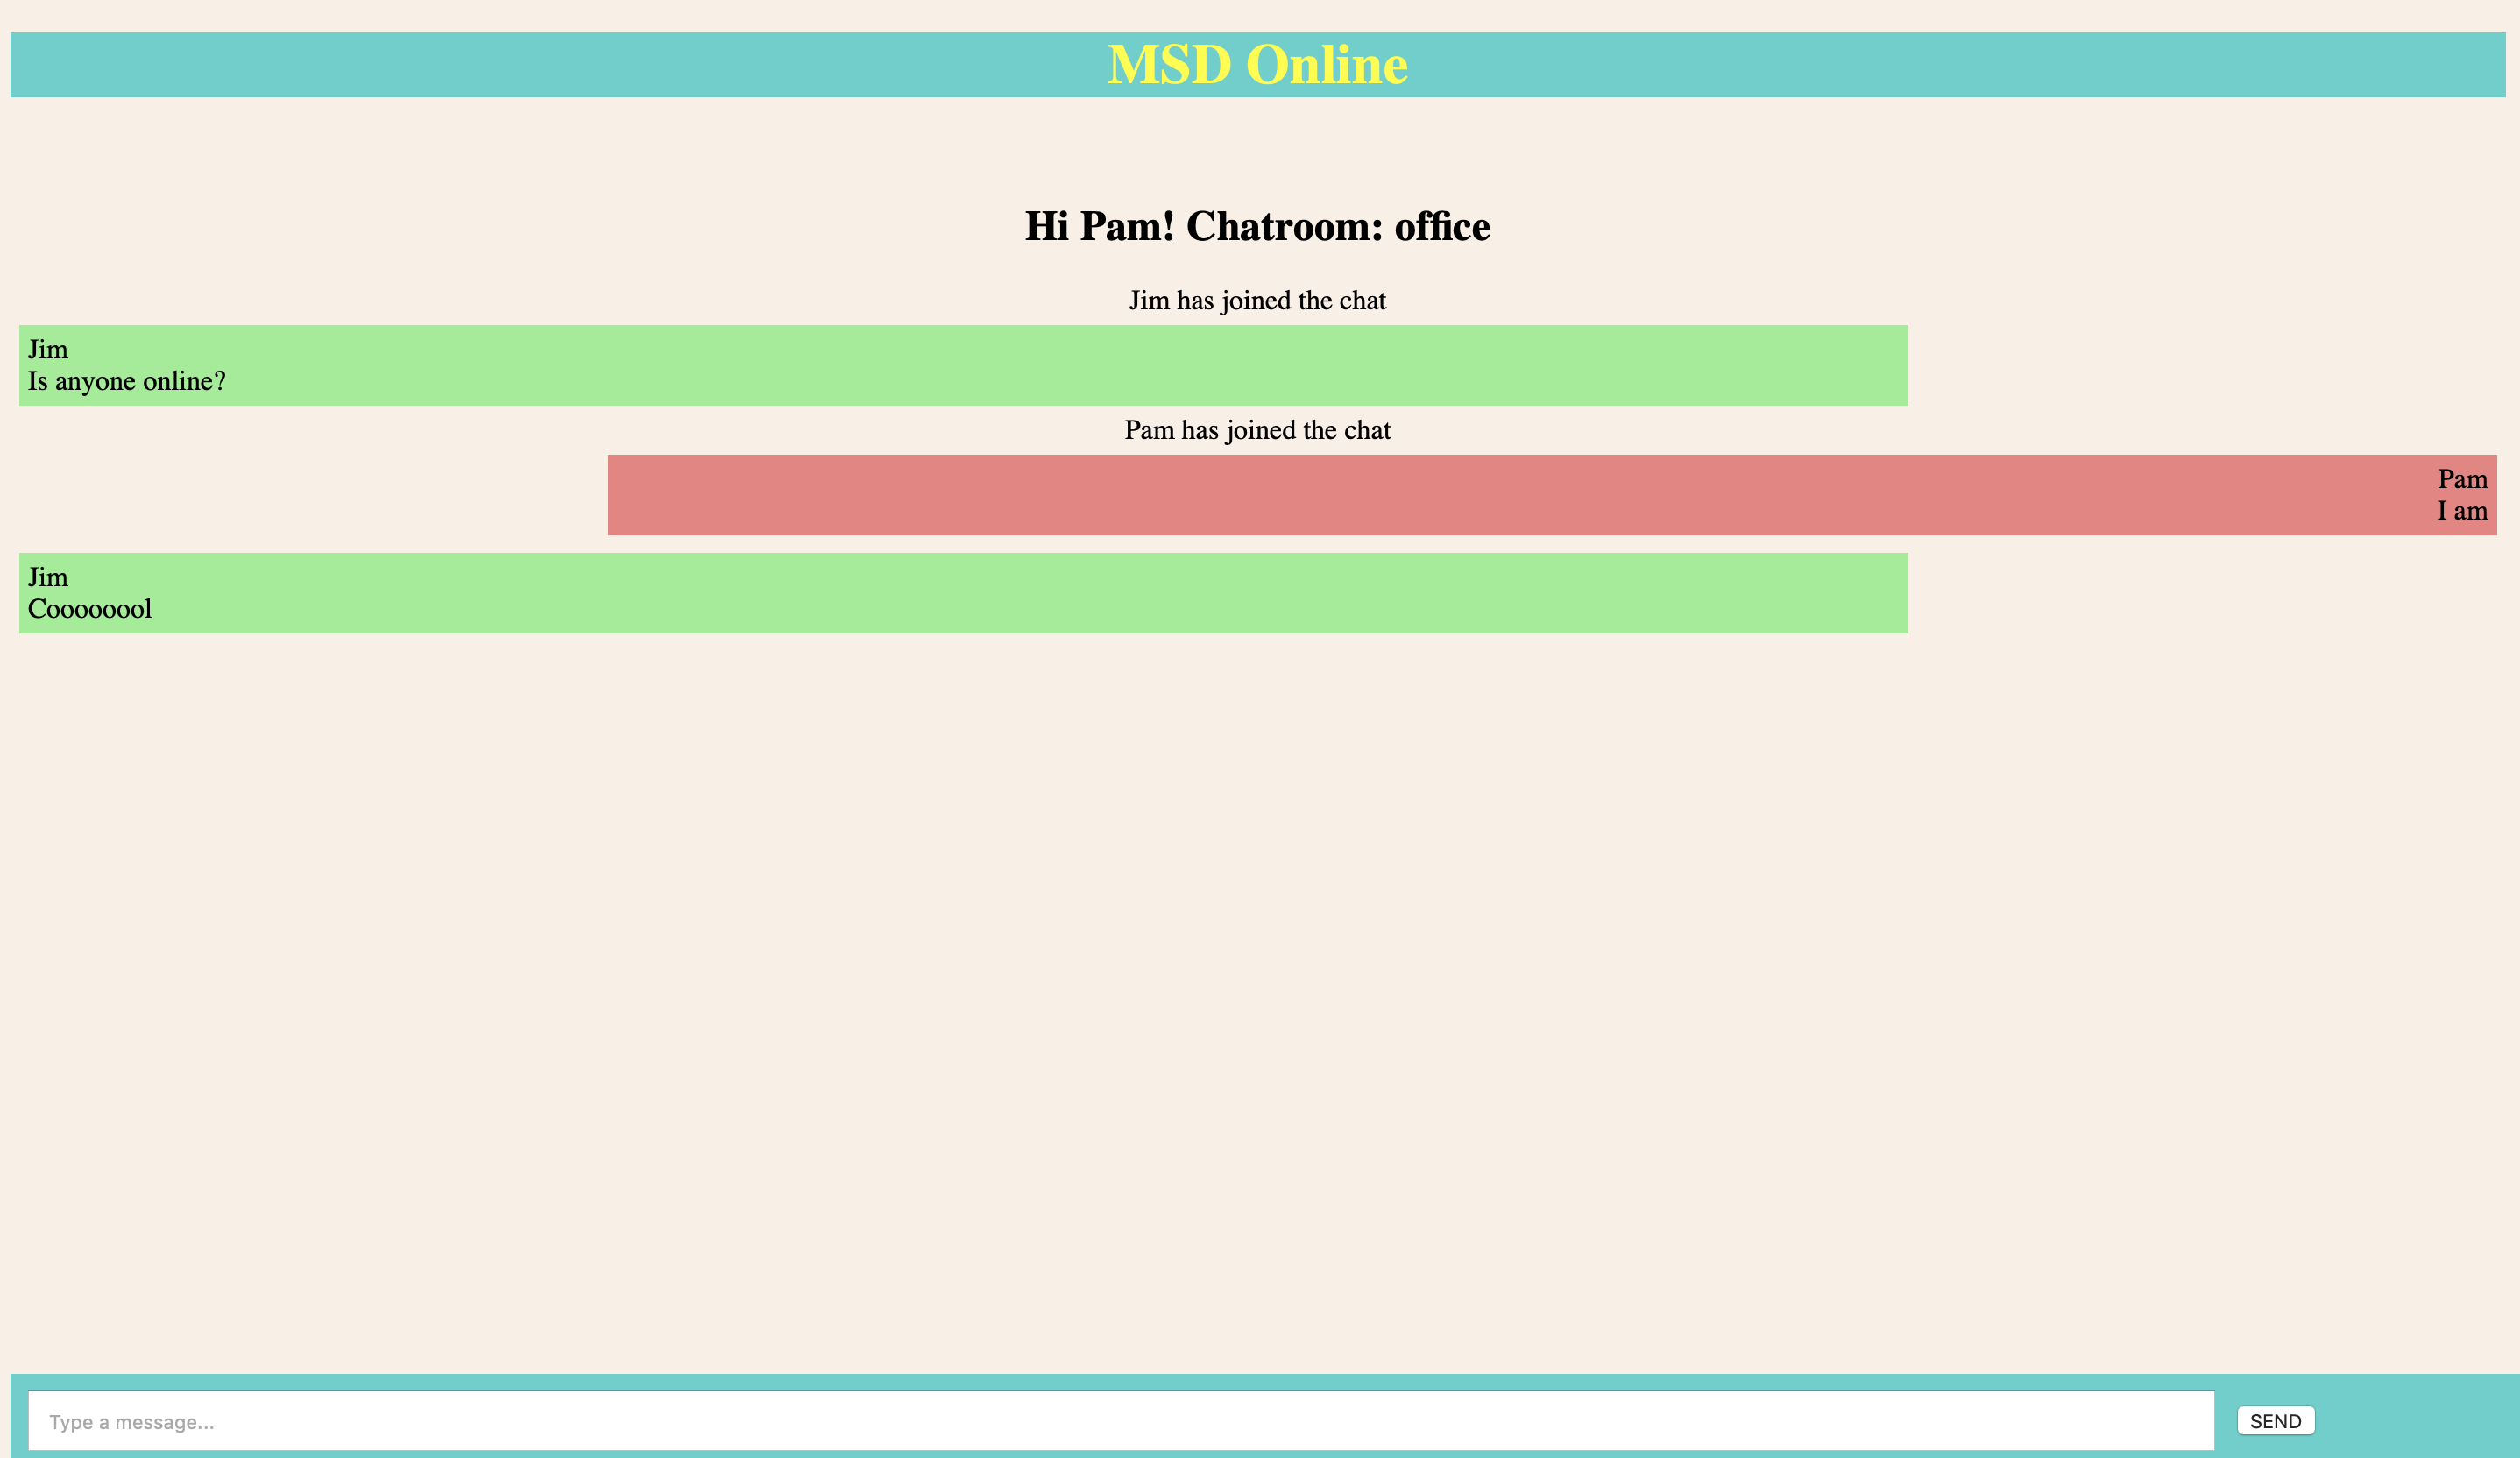 MSD Online
Hi Pam! Chatroom: office
Jim has joined the chat
Jim
Is anyone online?
Pam has joined the chat
Pam
I am
Jim
Coooooool
Type a message...
SEND